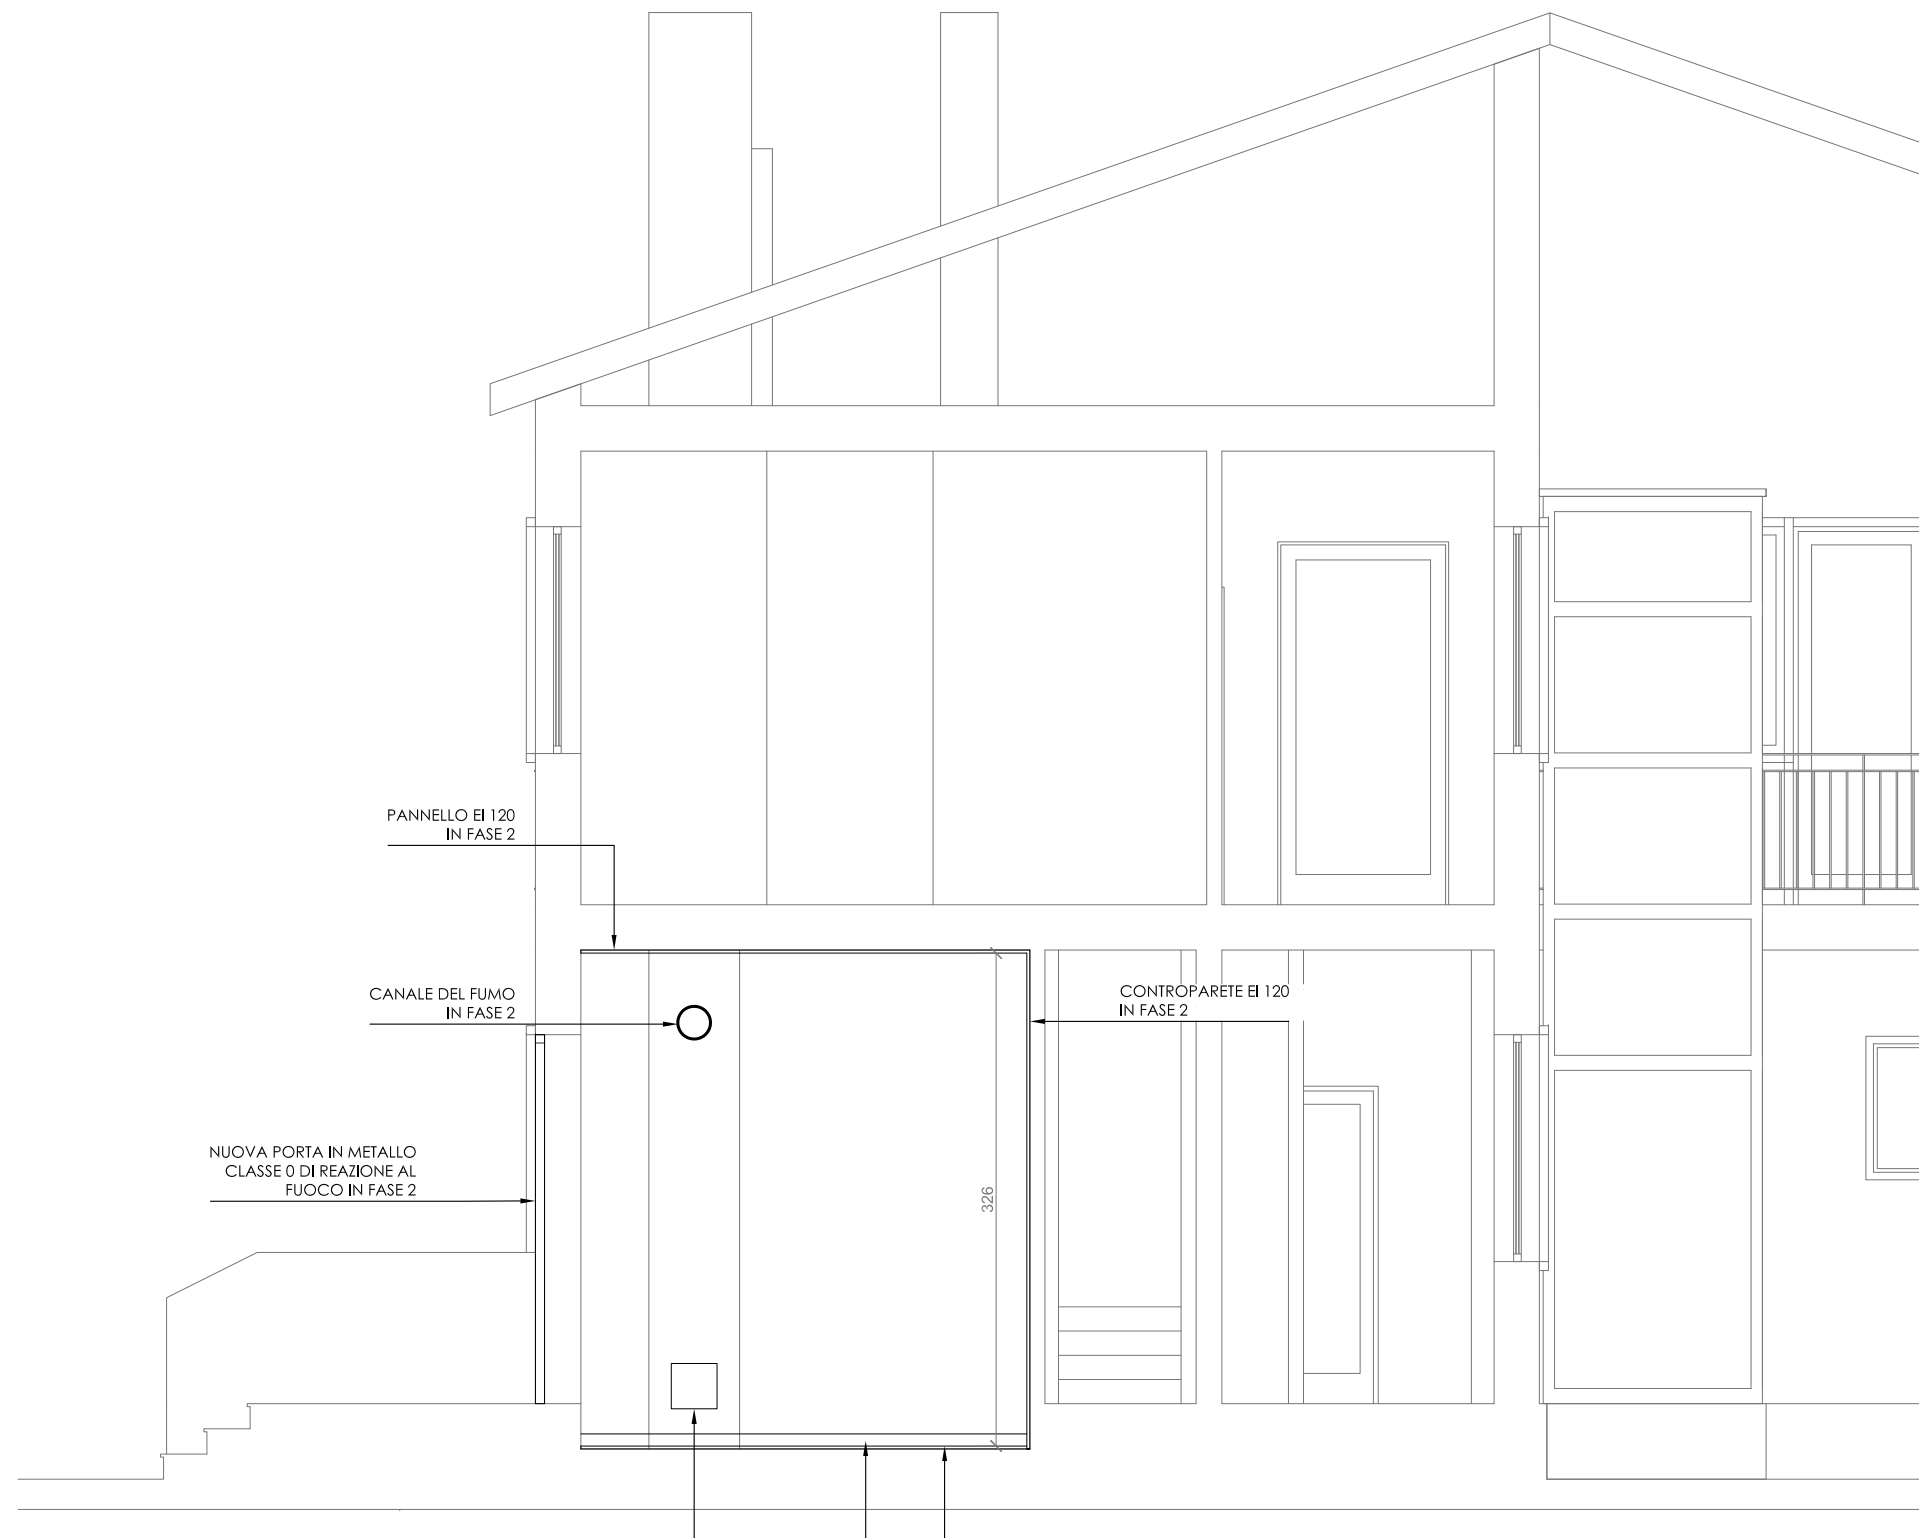 PANNELLO EI 120
IN FASE 2
CANALE DEL FUMO
IN FASE 2
CONTROPARETE EI 120
IN FASE 2
NUOVA PORTA IN METALLO
CLASSE 0 DI REAZIONE AL
FUOCO IN FASE 2
326